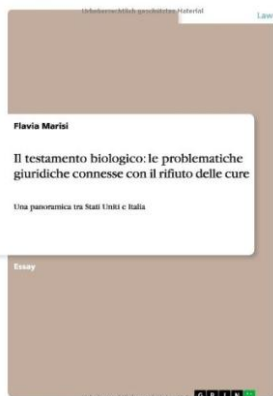 Urheberrechtlich geschütztes Material
Law
Flavia Marisi
Il testamento biologico: le problematiche
giuridiche connesse con il rifiuto delle cure
Una panoramica tra Stati Uniti e Italia
Essay
GRIN